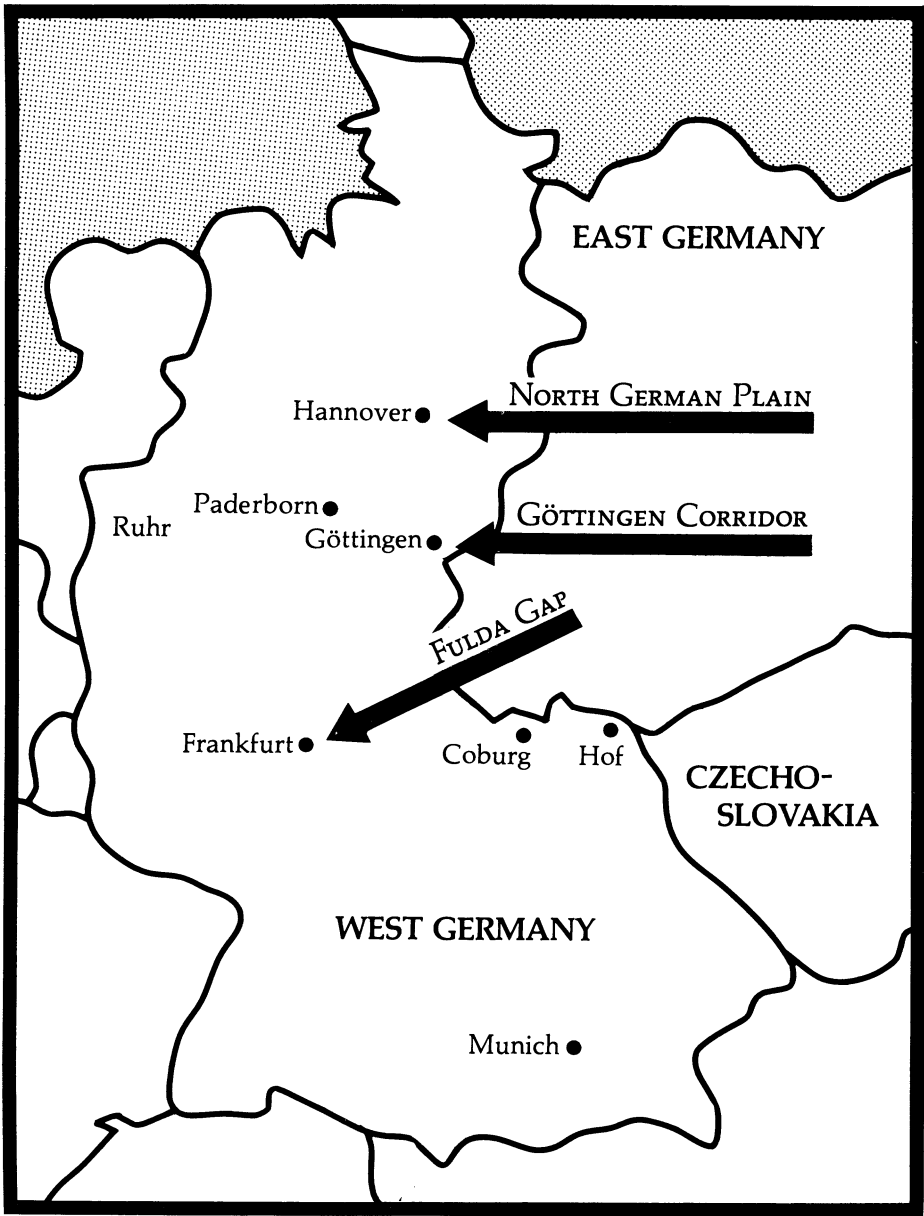 EAST GERMANY
NORTH GERMAN PLAIN
Hannover
Paderborn
GÖTTINGEN CORRIDOR
Ruhr
Göttingen
FULDA GAP
Frankfurt
Coburg
Hof
CZECHO-
SLOVAKIA
WEST GERMANY
Munich